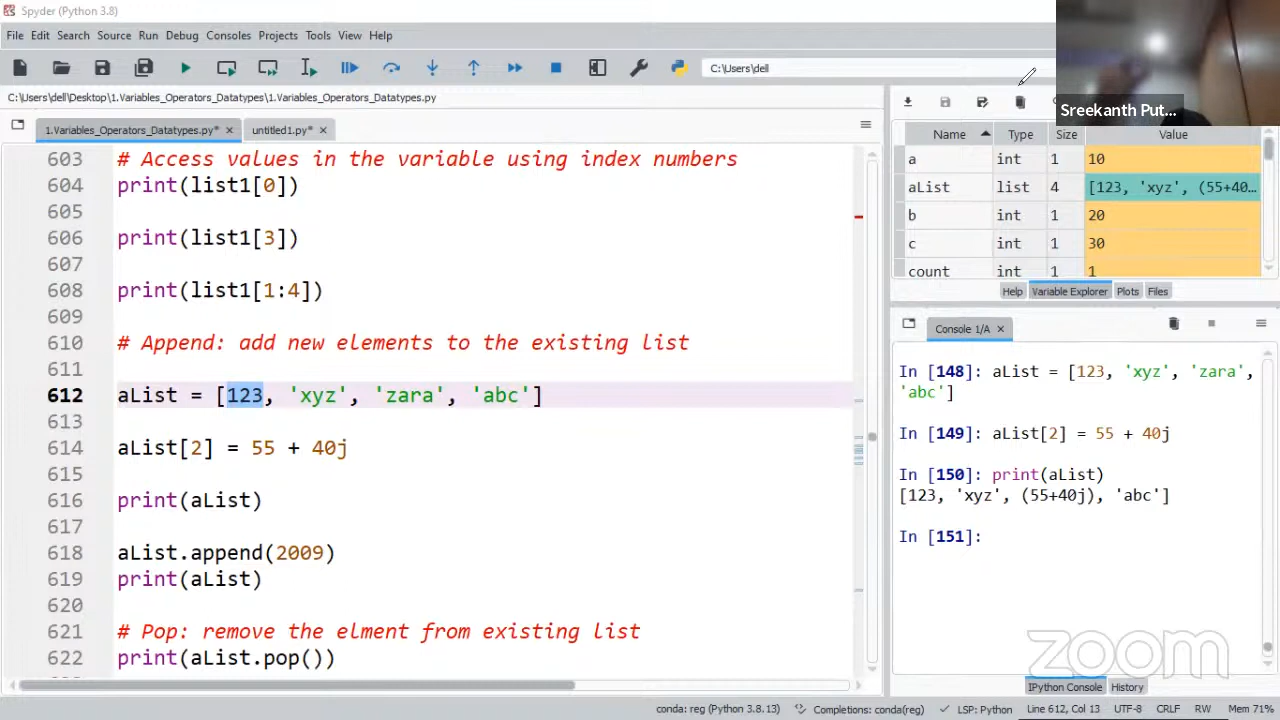 Spyder (Python 3.8)
File Edit Search Source Run Debug Consoles Projects Tools View Help
C:\Users\dell
C:\Users\dell\Desktop\1.Variables_Operators_Datatypes\1.Variables_Operators_Datatypes.py
1.Variables_Operators_Datatypes.py* untitled1.py*
603 # Access values in the variable using index numbers
604 print(list1[0])
605
606 print(list1[3])
607
608 print(list1[1:4])
609
610 # Append: add new elements to the existing list
611
612 aList = [123, 'xyz', 'zara', 'abc']
613
614 aList[2] = 55 + 40j
615
616 print(aList)
617
618 aList.append(2009)
619 print(aList)
620
621 # Pop: remove the elment from existing list
622 print(aList.pop())
Sreekanth Put...
Name Type Size Value
a int 1 10
aList list 4 [123, 'xyz', (55+40…
b int 1 20
c int 1 30
count int 1 1
Help Variable Explorer Plots Files
Console 1/A
In [148]: aList = [123, 'xyz', 'zara',
'abc']
In [149]: aList[2] = 55 + 40j
In [150]: print(aList)
[123, 'xyz', (55+40j), 'abc']
In [151]:
zoom
IPython Console History
conda: reg (Python 3.8.13) Completions: conda(reg) LSP: Python Line 612, Col 13 UTF-8 CRLF RW Mem 71%